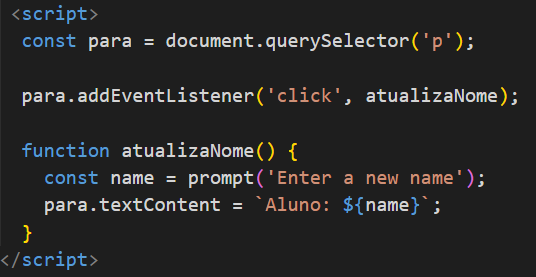 <script>
const para = document.querySelector('p');
para.addEventListener('click', atualizaNome);
function atualizaNome() {
const name = prompt('Enter a new name');
para.textContent = `Aluno: ${name}`;
}
</script>